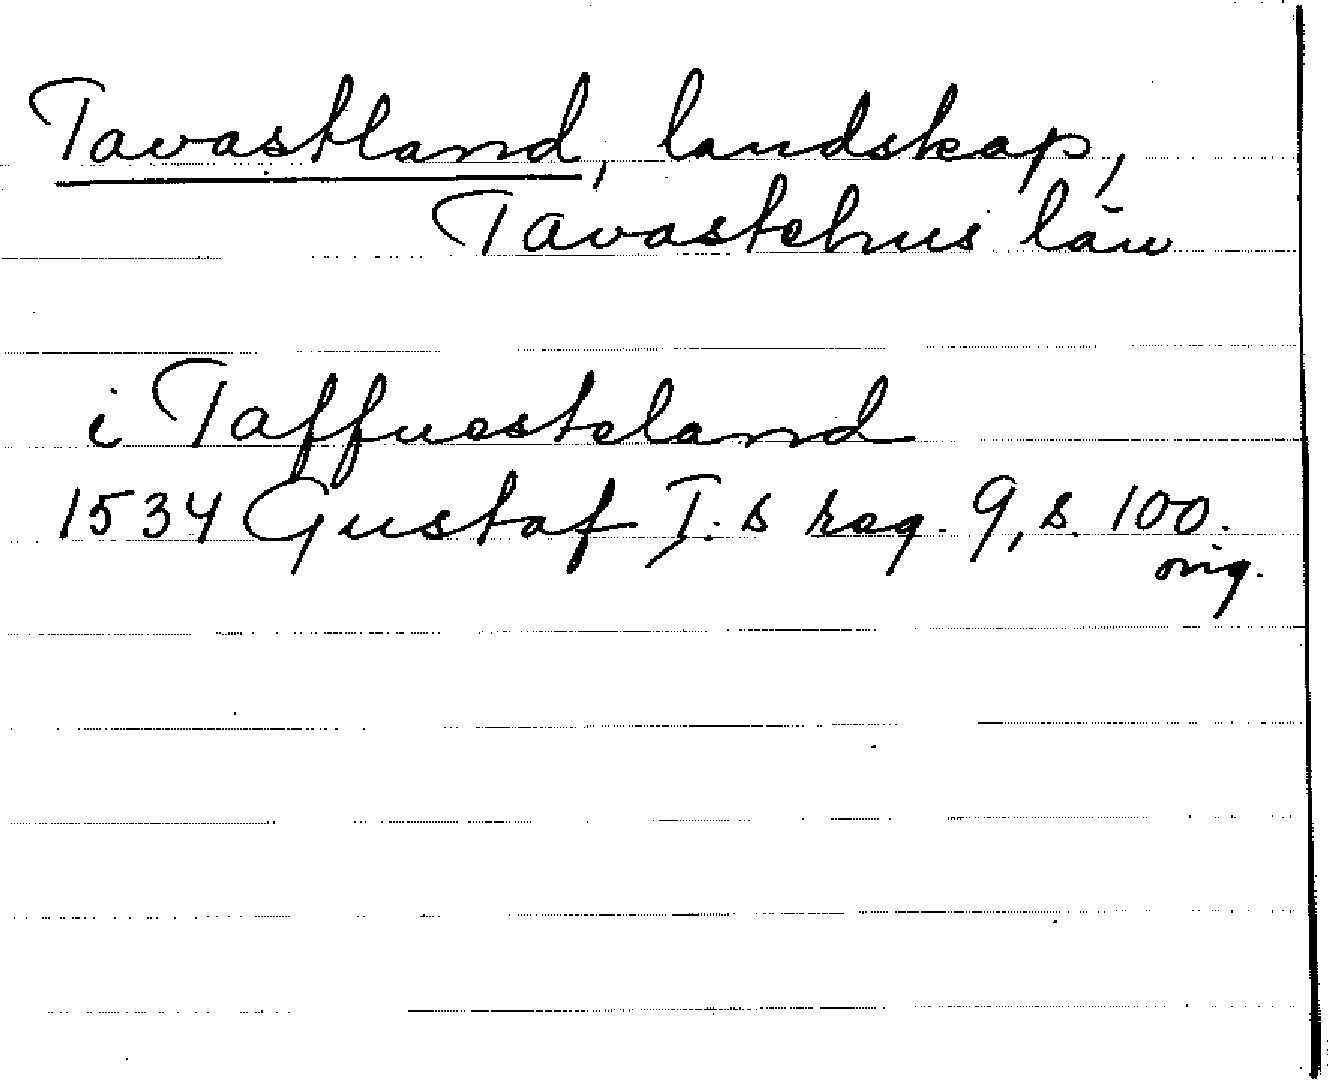 Tavastland, landskap,
Tavastehus län
i Taffuesteland
1534 Gustaf I.s reg. 9, s. 100.
orig.